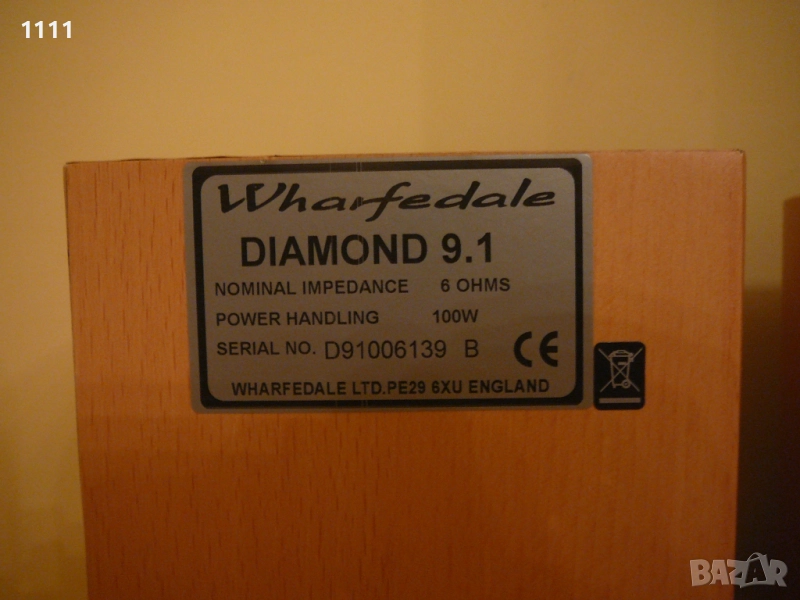 1111
Wharfedale
DIAMOND 9.1
NOMINAL IMPEDANCE 6 OHMS
POWER HANDLING 100W
SERIAL NO. D91006139 B CE
WHARFEDALE LTD.PE29 6XU ENGLAND
BAZAR